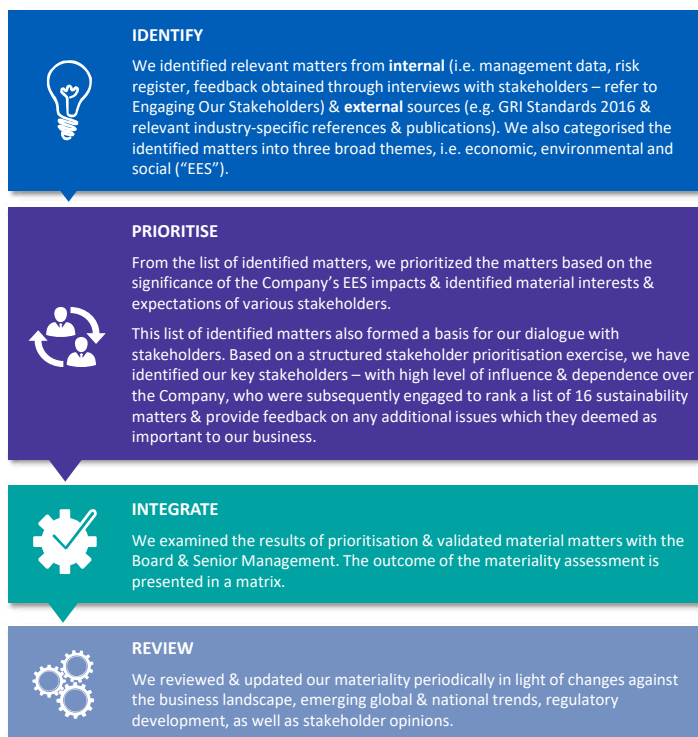 IDENTIFY
We identified relevant matters from internal (i.e. management data, risk
register, feedback obtained through interviews with stakeholders – refer to
Engaging Our Stakeholders) & external sources (e.g. GRI Standards 2016 &
relevant industry-specific references & publications). We also categorised the
identified matters into three broad themes, i.e. economic, environmental and
social (“EES”).
PRIORITISE
From the list of identified matters, we prioritized the matters based on the
significance of the Company’s EES impacts & identified material interests &
expectations of various stakeholders.
This list of identified matters also formed a basis for our dialogue with
stakeholders. Based on a structured stakeholder prioritisation exercise, we have
identified our key stakeholders – with high level of influence & dependence over
the Company, who were subsequently engaged to rank a list of 16 sustainability
matters & provide feedback on any additional issues which they deemed as
important to our business.
INTEGRATE
We examined the results of prioritisation & validated material matters with the
Board & Senior Management. The outcome of the materiality assessment is
presented in a matrix.
REVIEW
We reviewed & updated our materiality periodically in light of changes against
the business landscape, emerging global & national trends, regulatory
development, as well as stakeholder opinions.